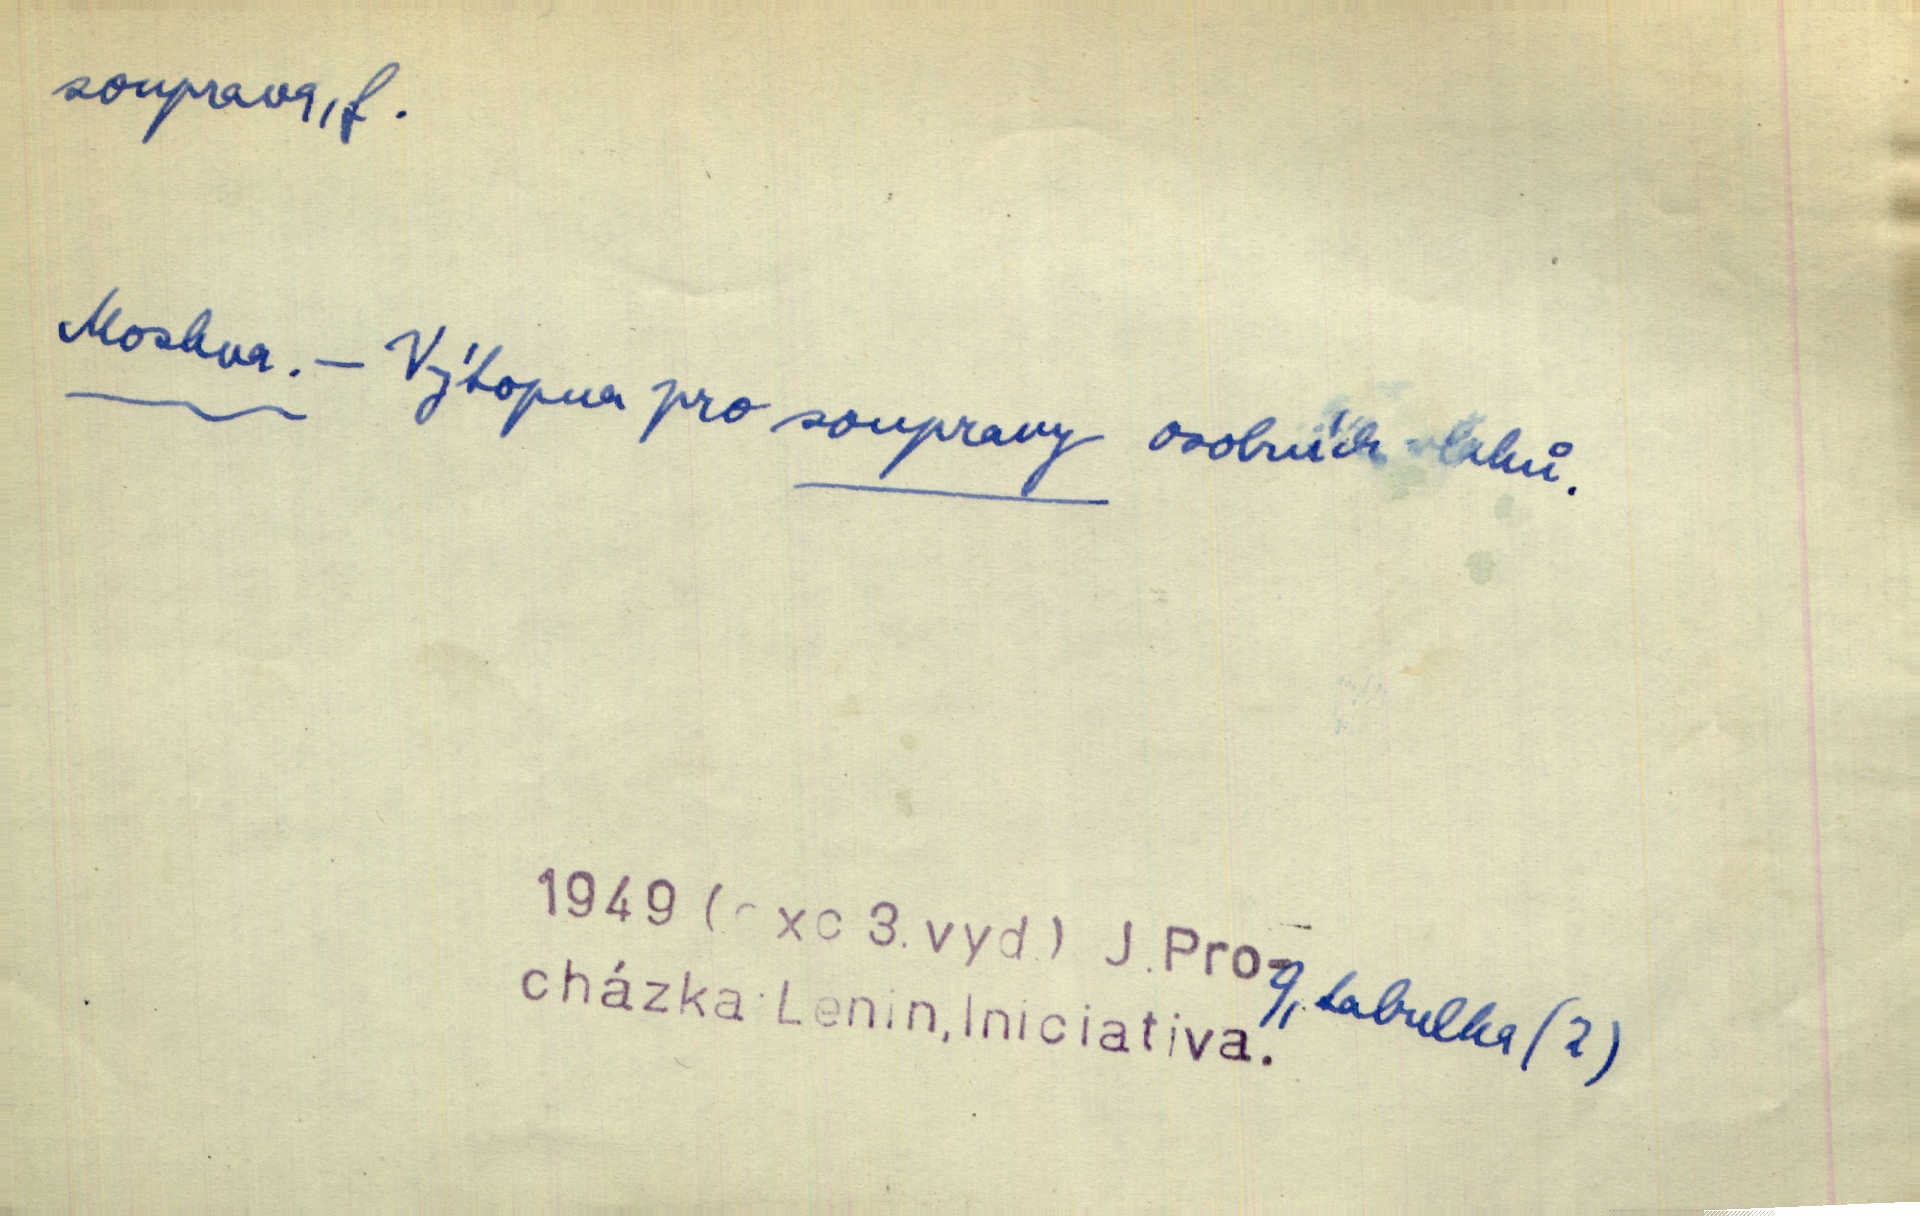 souprava, f.
Moskva. – Výtopna pro soupravy osobních vlaků.
1949 ( exc 3. vyd.) J. Pro-
cházka: Lenin, Iniciativa. 9, tabulka (2)